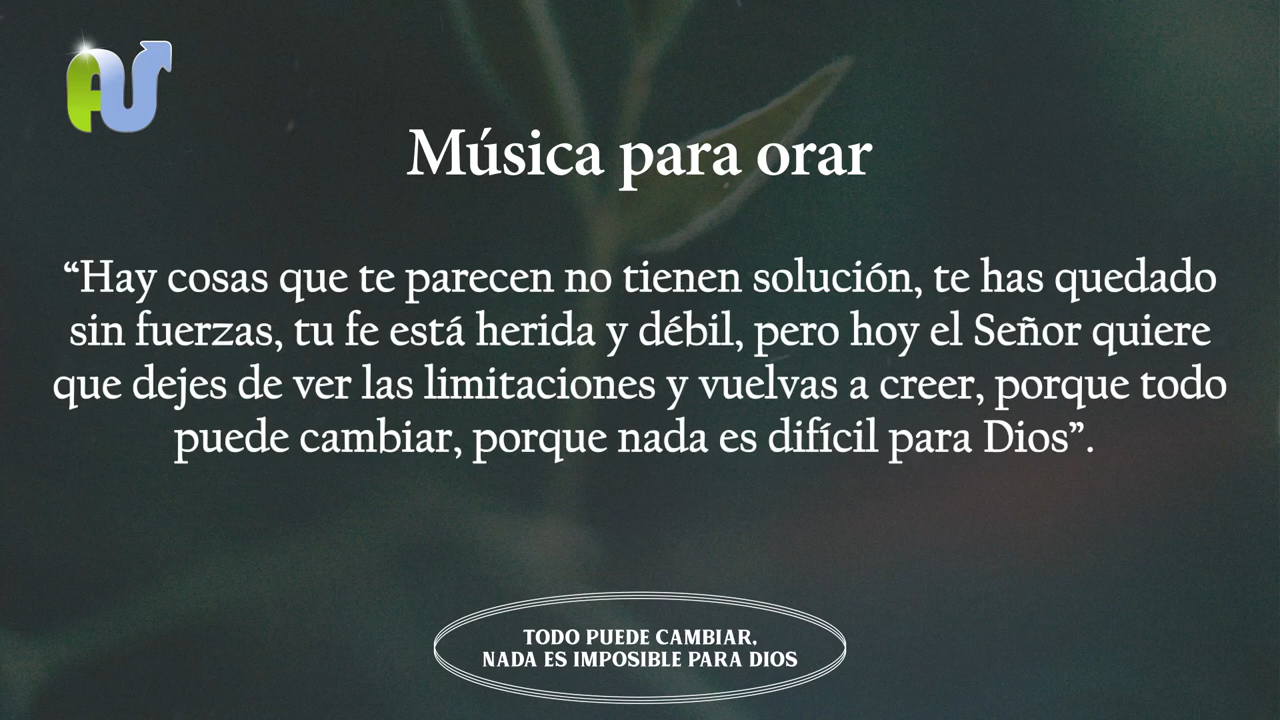 AU
Música para orar
“Hay cosas que te parecen no tienen solución, te has quedado
sin fuerzas, tu fe está herida y débil, pero hoy el Señor quiere
que dejes de ver las limitaciones y vuelvas a creer, porque todo
puede cambiar, porque nada es difícil para Dios”.
TODO PUEDE CAMBIAR,
NADA ES IMPOSIBLE PARA DIOS